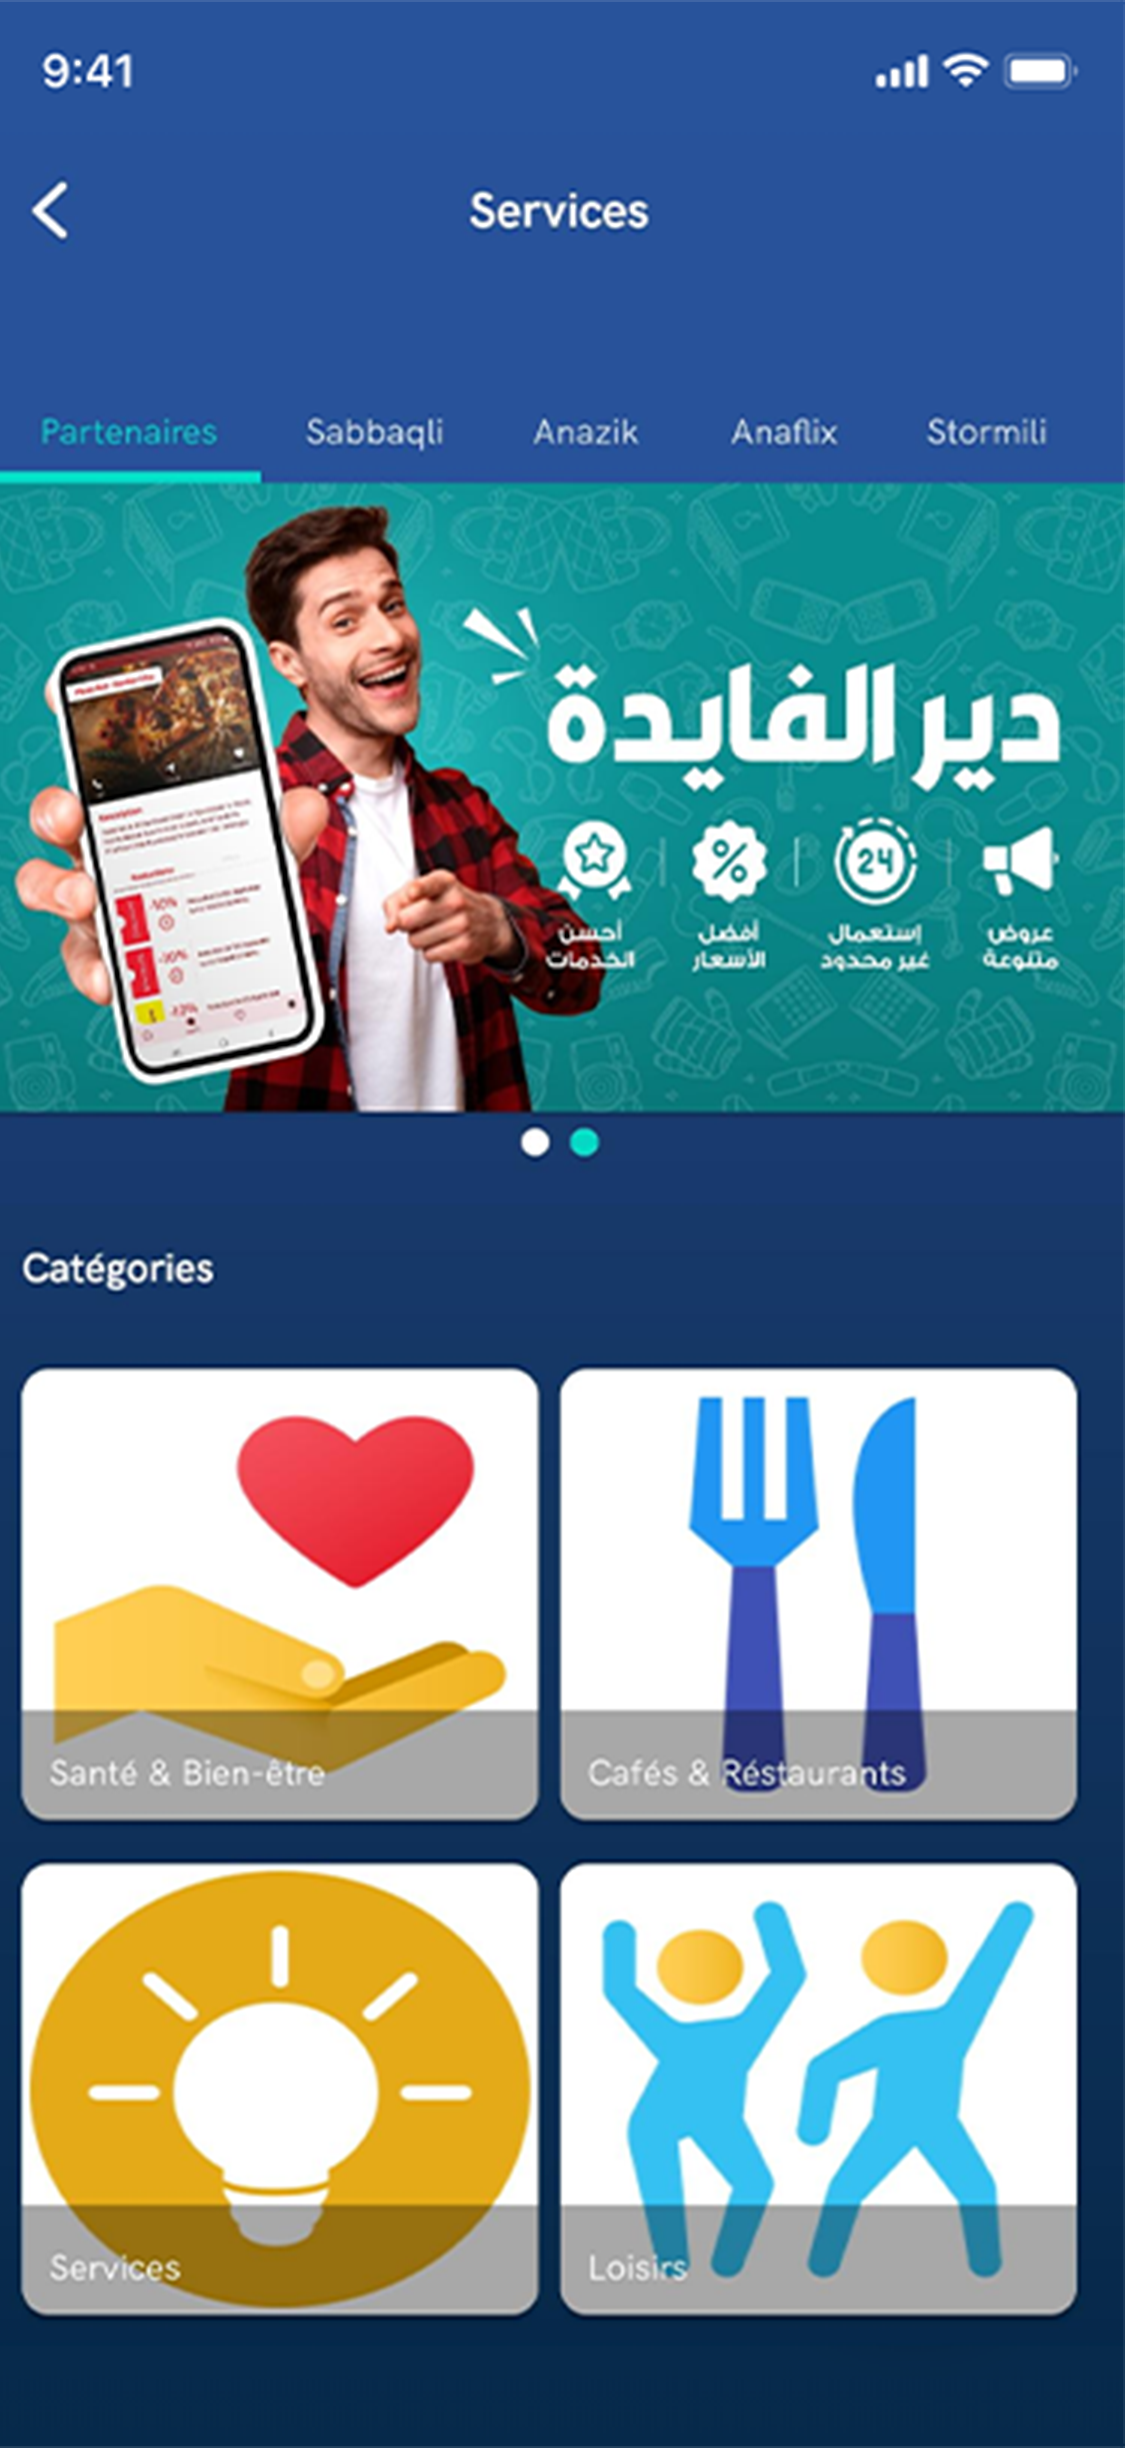 9:41
Services
Partenaires Sabbaqli Anazik Anaflix Stormili
دير الفايدة
24
عروض متنوعة
إستعمال غير محدود
أفضل الأسعار
أحسن الخدمات
-50%
Catégories
Santé & Bien-être
Cafés & Réstaurants
Services
Loisirs